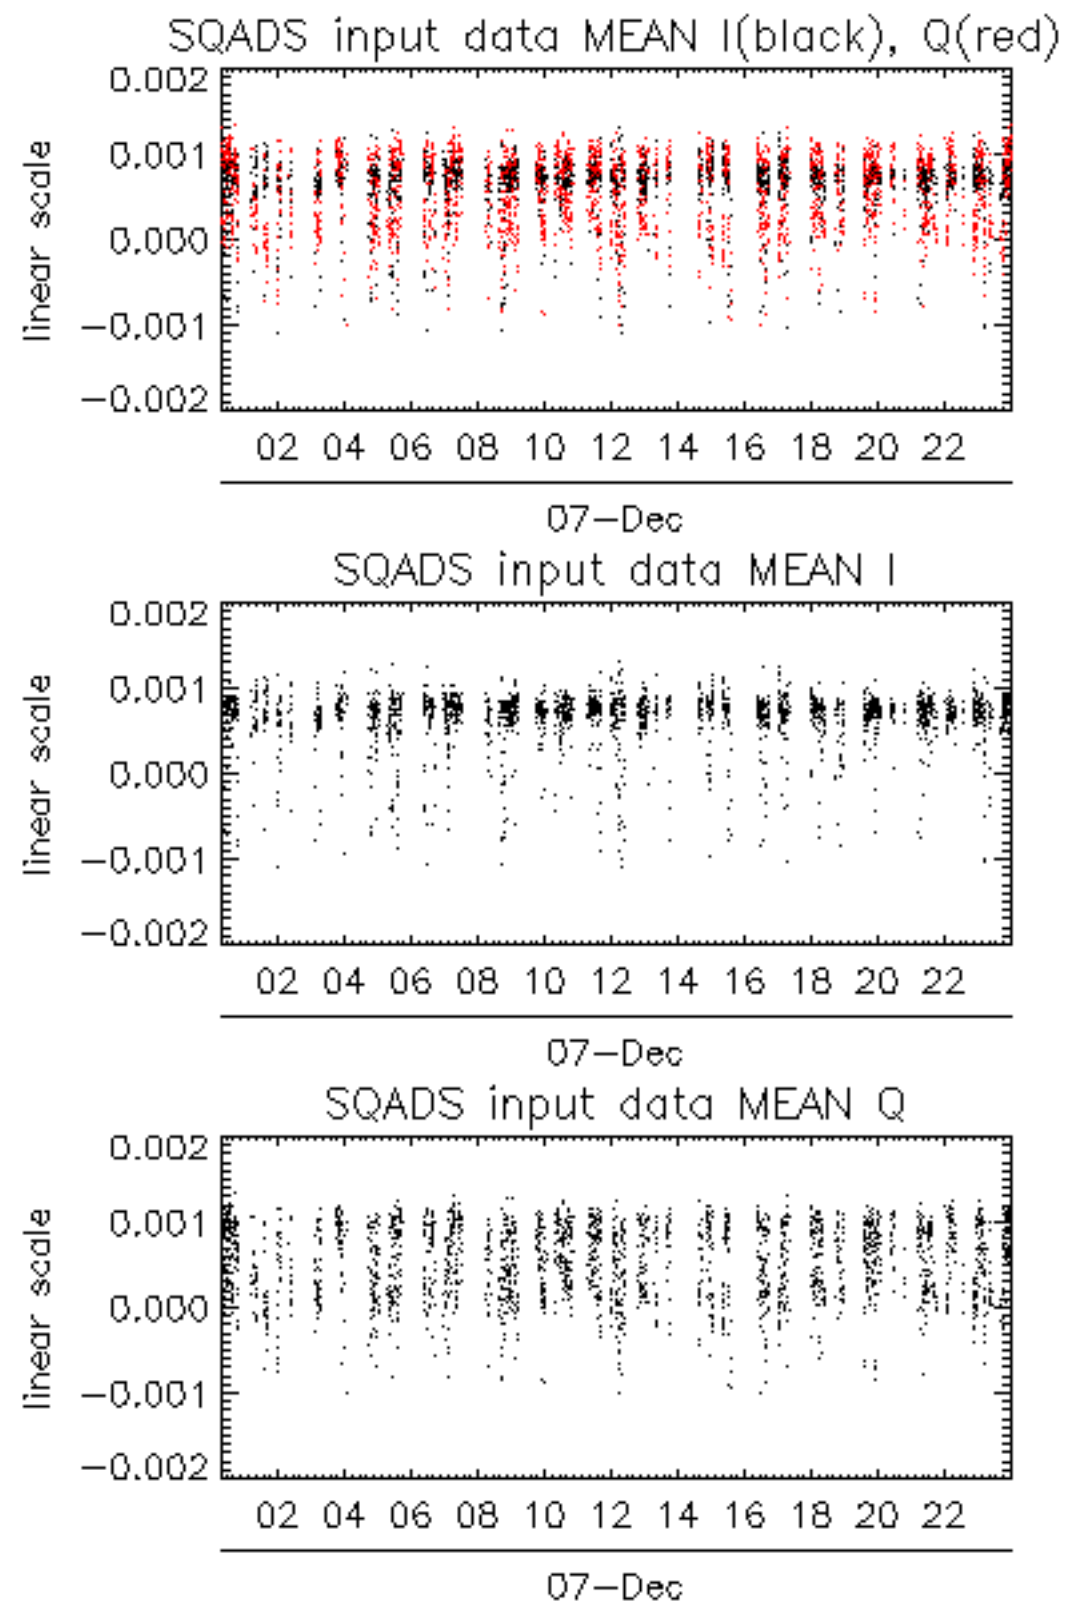 SQADS input data MEAN I(black), Q(red)
0.002
0.001
0.000
−0.001
−0.002
linear scale
02 04 06 08 10 12 14 16 18 20 22
07−Dec
SQADS input data MEAN I
0.002
0.001
0.000
−0.001
−0.002
linear scale
02 04 06 08 10 12 14 16 18 20 22
07−Dec
SQADS input data MEAN Q
0.002
0.001
0.000
−0.001
−0.002
linear scale
02 04 06 08 10 12 14 16 18 20 22
07−Dec